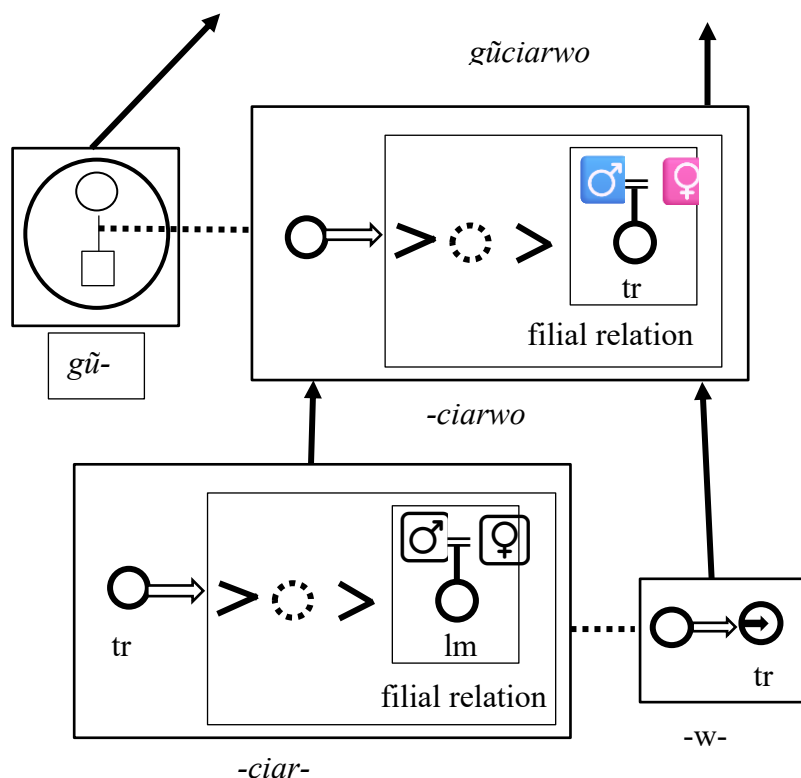 gũciarwo
tr
filial relation
gũ-
-ciarwo
tr
lm
filial relation
tr
-ciar-
-w-